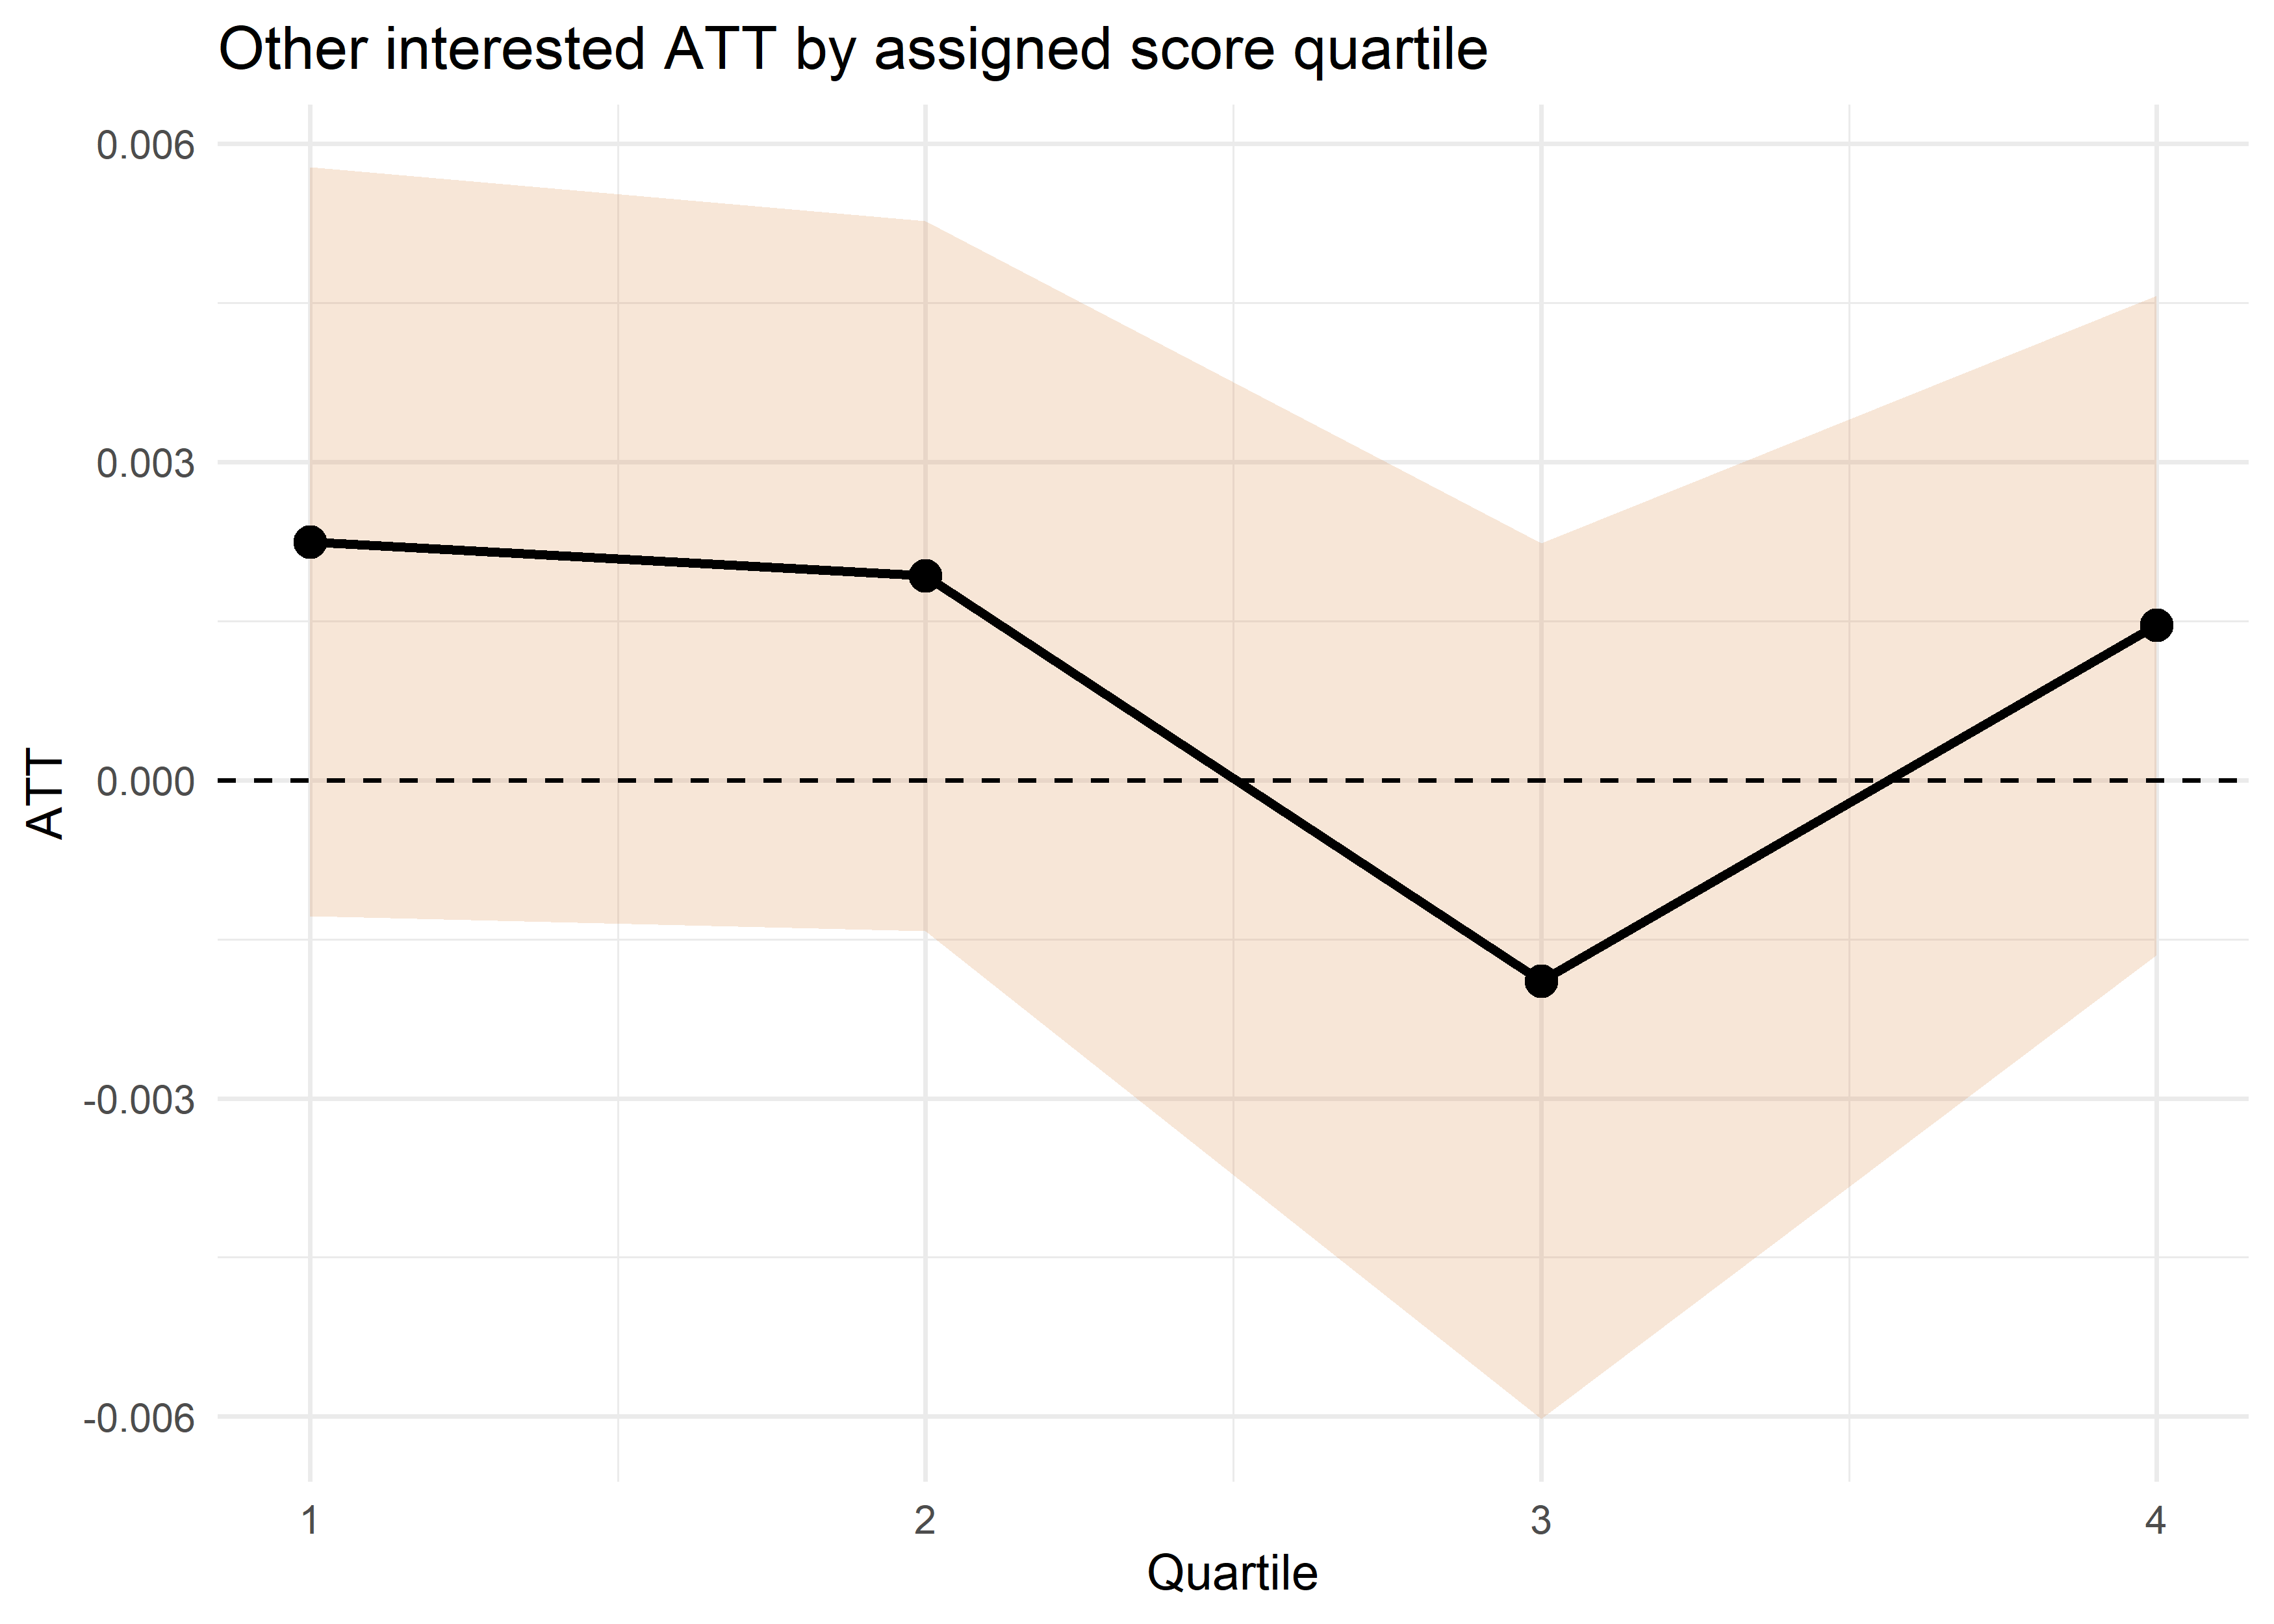 Other interested ATT by assigned score quartile
0.006
0.003
0.000
-0.003
-0.006
ATT
1 2 3 4
Quartile